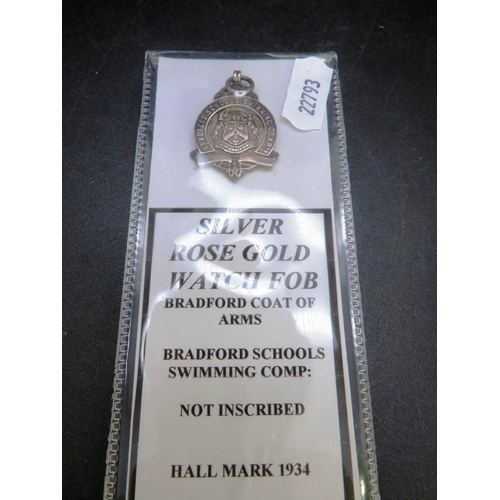 22793
SILVER
ROSE GOLD
WATCH FOB
BRADFORD COAT OF
ARMS
BRADFORD SCHOOLS
SWIMMING COMP:
NOT INSCRIBED
HALL MARK 1934